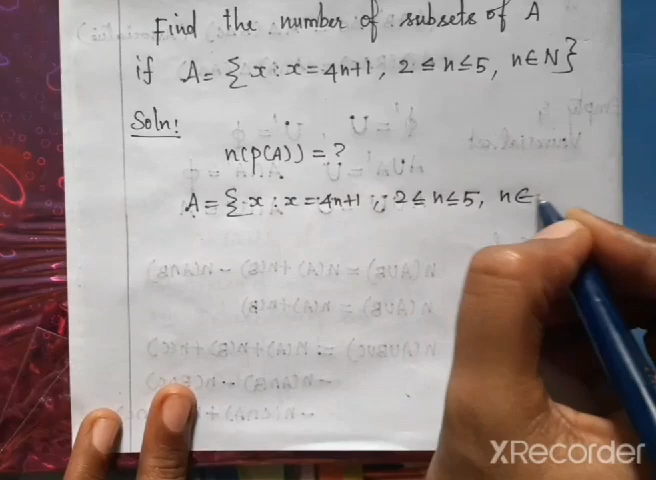 Find the number of subsets of A
if A = { x : x = 4n+1, 2 ≤ n ≤ 5, n ∈ N }
Soln:
n(P(A)) = ?
A = { x : x = 4n+1, 2 ≤ n ≤ 5, n ∈
XRecorder